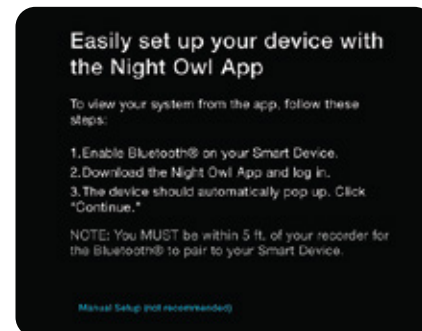 Easily set up your device with
the Night Owl App
To view your system from the app, follow these
steps:
1.Enable Bluetooth® on your Smart Device.
2.Download the Night Owl App and log in.
3.The device should automatically pop up. Click
"Continue."
NOTE: You MUST be within 5 ft. of your recorder for
the Bluetooth® to pair to your Smart Device.
Manual Setup (not recommended)